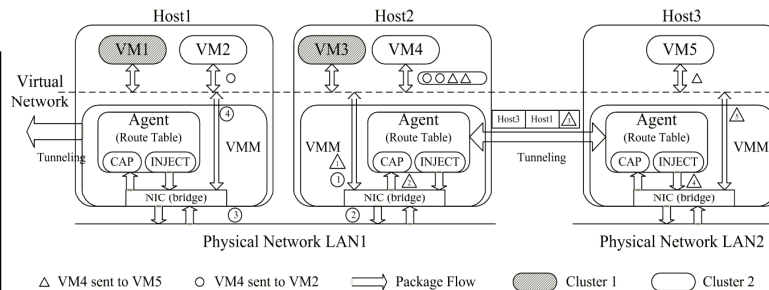 Host1 Host2 Host3
VM1 VM2 VM3 VM4 VM5
Virtual
Network
4
Agent
(Route Table)
CAP INJECT
VMM
NIC (bridge)
Tunneling
3
VMM
1
1
Agent
(Route Table)
CAP INJECT
2
NIC (bridge)
2
Host3 Host1 3
Tunneling
Agent
(Route Table)
CAP INJECT
4
VMM
5
NIC (bridge)
Physical Network LAN1 Physical Network LAN2
VM4 sent to VM5 VM4 sent to VM2 Package Flow Cluster 1 Cluster 2